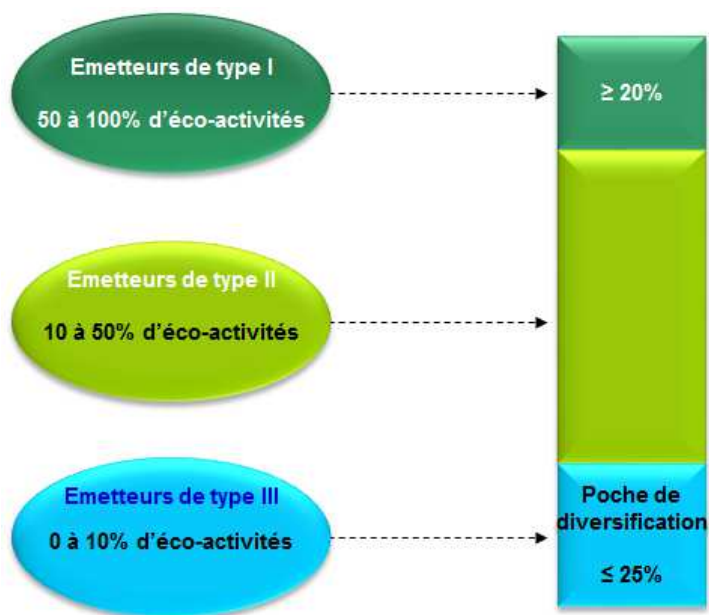 Emetteurs de type I
50 à 100% d'éco-activités
≥ 20%
Emetteurs de type II
10 à 50% d'éco-activités
Emetteurs de type III
0 à 10% d'éco-activités
Poche de
diversification
≤ 25%